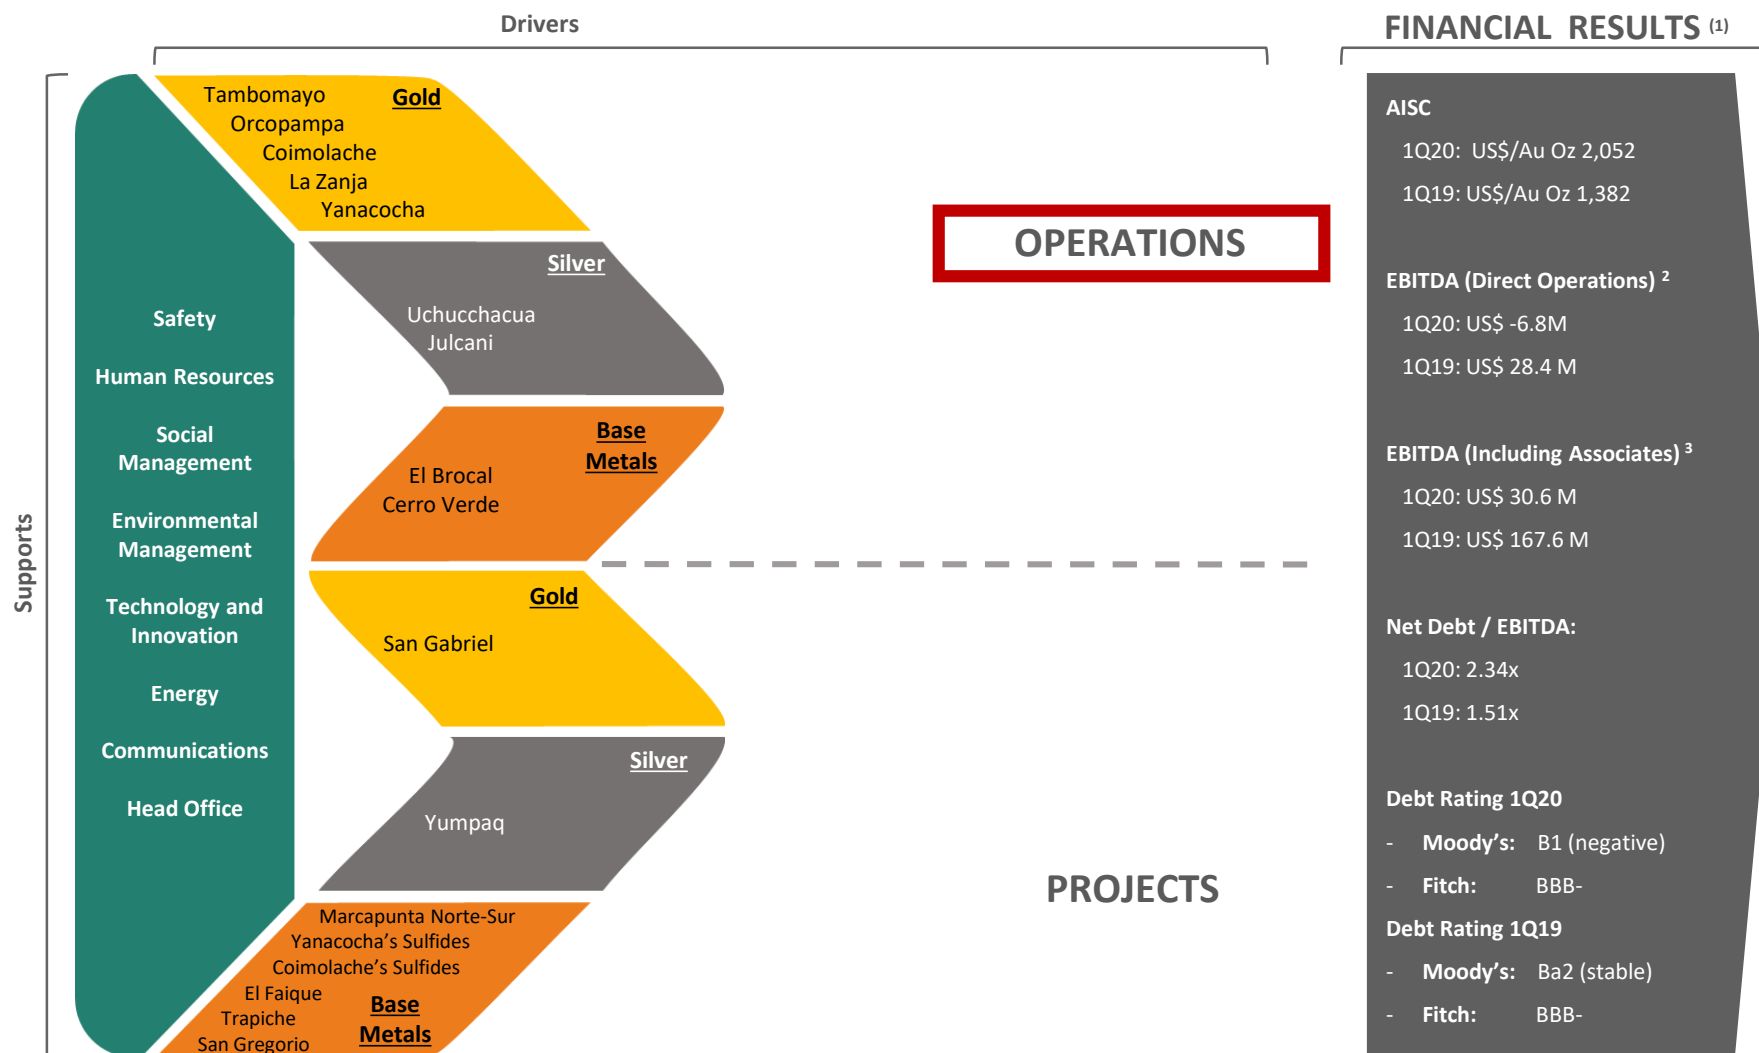 Drivers
FINANCIAL RESULTS (1)
Supports
Safety
Human Resources
Social
Management
Environmental
Management
Technology and
Innovation
Energy
Communications
Head Office
Gold
Tambomayo
Orcopampa
Coimolache
La Zanja
Yanacocha
Silver
Uchucchacua
Julcani
Base
Metals
El Brocal
Cerro Verde
OPERATIONS
Gold
San Gabriel
Silver
Yumpaq
Marcapunta Norte-Sur
Yanacocha’s Sulfides
Coimolache’s Sulfides
El Faique
Trapiche
San Gregorio
Base
Metals
PROJECTS
AISC
1Q20: US$/Au Oz 2,052
1Q19: US$/Au Oz 1,382
EBITDA (Direct Operations) 2
1Q20: US$ -6.8M
1Q19: US$ 28.4 M
EBITDA (Including Associates) 3
1Q20: US$ 30.6 M
1Q19: US$ 167.6 M
Net Debt / EBITDA:
1Q20: 2.34x
1Q19: 1.51x
Debt Rating 1Q20
- Moody’s: B1 (negative)
- Fitch: BBB-
Debt Rating 1Q19
- Moody’s: Ba2 (stable)
- Fitch: BBB-